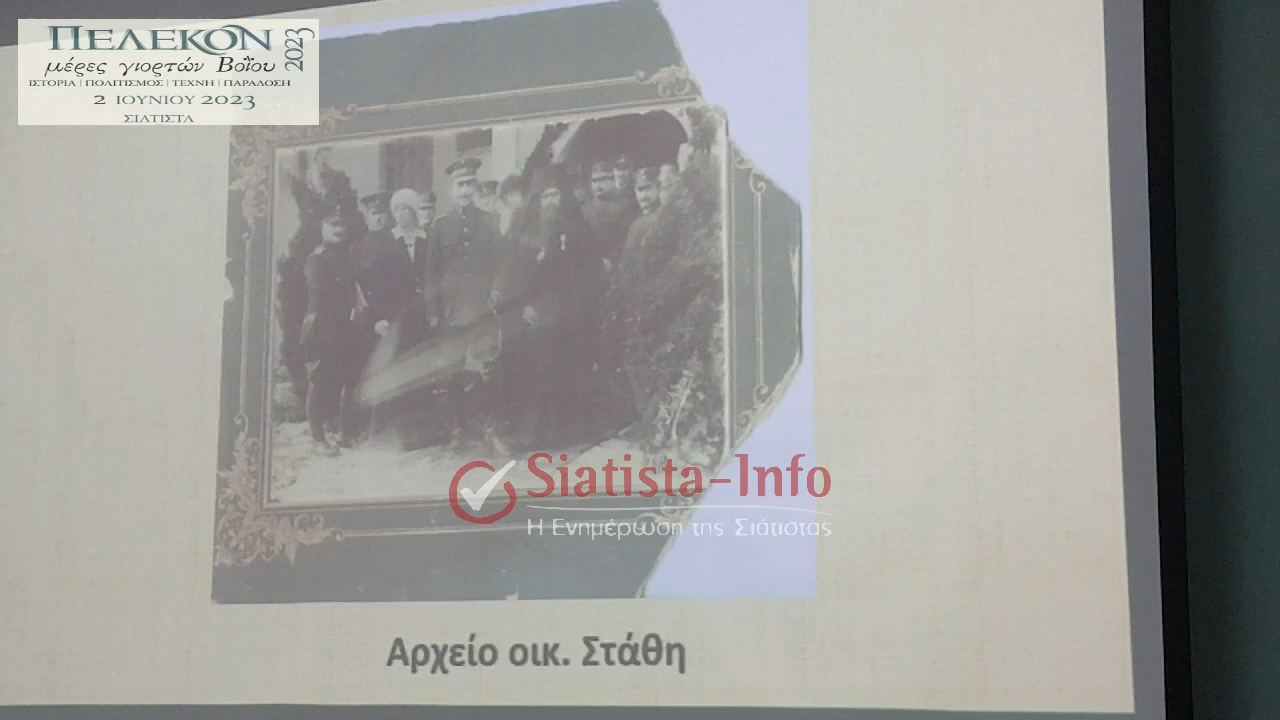 ΠΕΛΕΚΟΝ 2023
μέρες γιορτών Βοΐου
ΙΣΤΟΡΙΑ | ΠΟΛΙΤΙΣΜΟΣ | ΤΕΧΝΗ | ΠΑΡΑΔΟΣΗ
2 ΙΟΥΝΙΟΥ 2023
ΣΙΑΤΙΣΤΑ
Siatista-Info
Η Ενημέρωση της Σιάτιστας
Αρχείο οικ. Στάθη